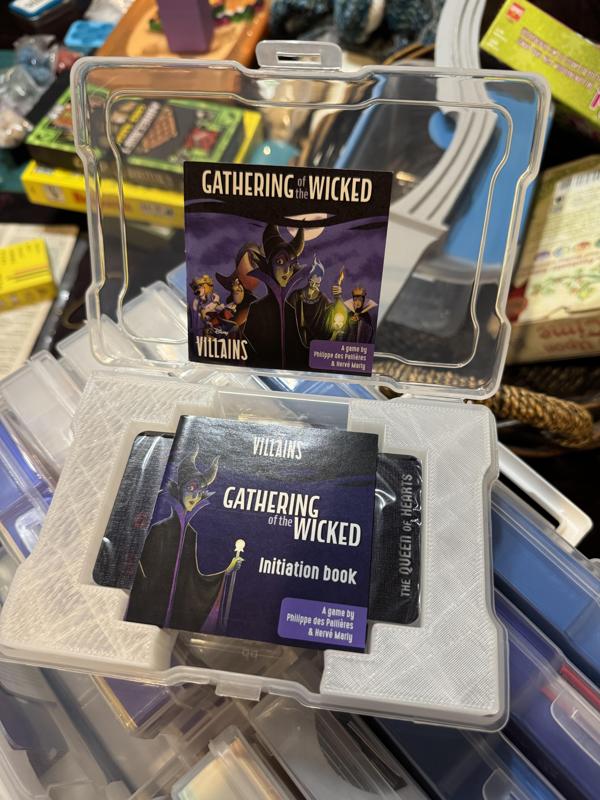 GATHERING of the WICKED
Disney
VILLAINS
A game by
Philippe des Pallières
& Hervé Marly
VILLAINS
GATHERING
of the WICKED
Initiation book
A game by
Philippe des Pallières
& Hervé Marly
THE QUEEN OF HEARTS